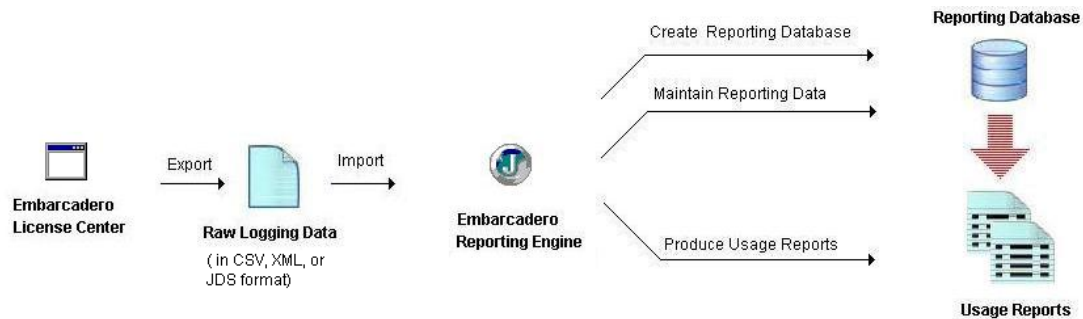 Reporting Database
Create Reporting Database
Maintain Reporting Data
Export
Import
Embarcadero
License Center
Raw Logging Data
( in CSV, XML, or
JDS format)
J
Embarcadero
Reporting Engine
Produce Usage Reports
Usage Reports